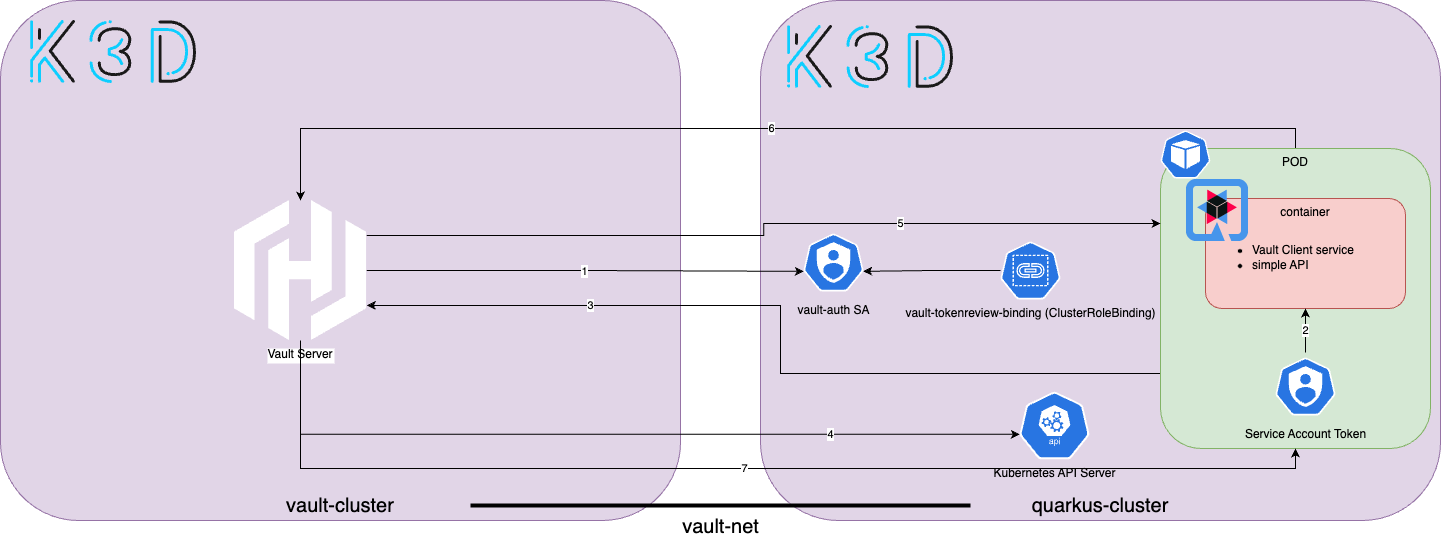 K3D
K3D
6
POD
container
5
• Vault Client service
• simple API
1
3
vault-auth SA
vault-tokenreview-binding (ClusterRoleBinding)
2
Vault Server
4
api
Service Account Token
7
Kubernetes API Server
vault-cluster
quarkus-cluster
vault-net